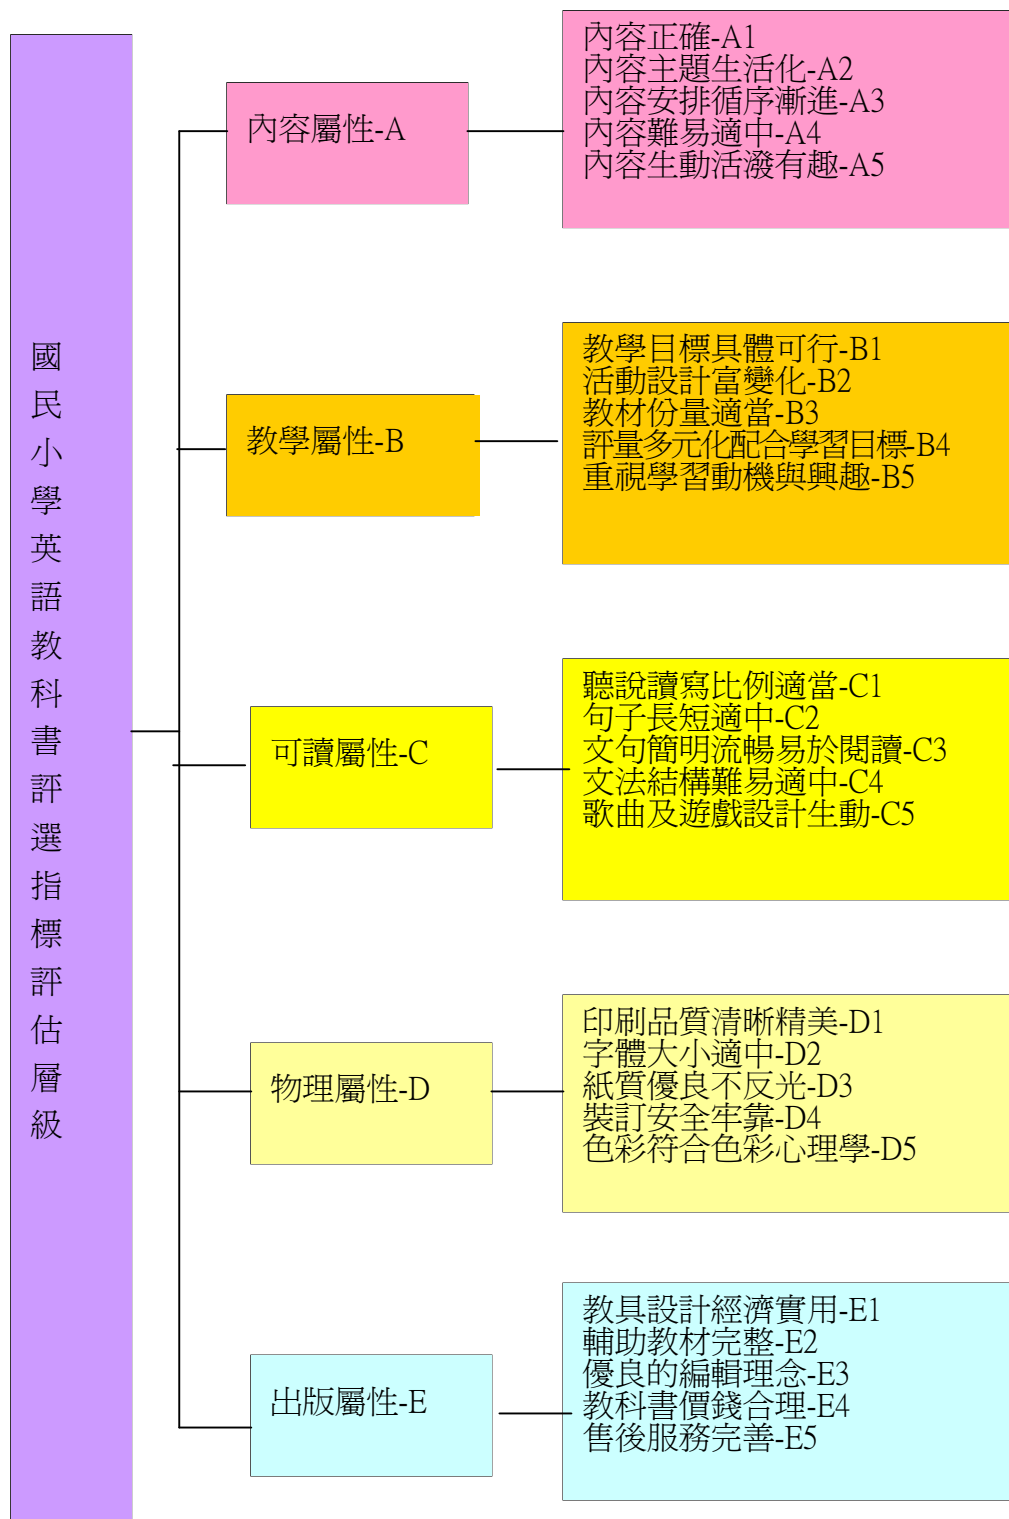 國民小學英語教科書評選指標評估層級
內容屬性-A
內容正確-A1
內容主題生活化-A2
內容安排循序漸進-A3
內容難易適中-A4
內容生動活潑有趣-A5
教學屬性-B
教學目標具體可行-B1
活動設計富變化-B2
教材份量適當-B3
評量多元化配合學習目標-B4
重視學習動機與興趣-B5
可讀屬性-C
聽說讀寫比例適當-C1
句子長短適中-C2
文句簡明流暢易於閱讀-C3
文法結構難易適中-C4
歌曲及遊戲設計生動-C5
物理屬性-D
印刷品質清晰精美-D1
字體大小適中-D2
紙質優良不反光-D3
裝訂安全牢靠-D4
色彩符合色彩心理學-D5
出版屬性-E
教具設計經濟實用-E1
輔助教材完整-E2
優良的編輯理念-E3
教科書價錢合理-E4
售後服務完善-E5